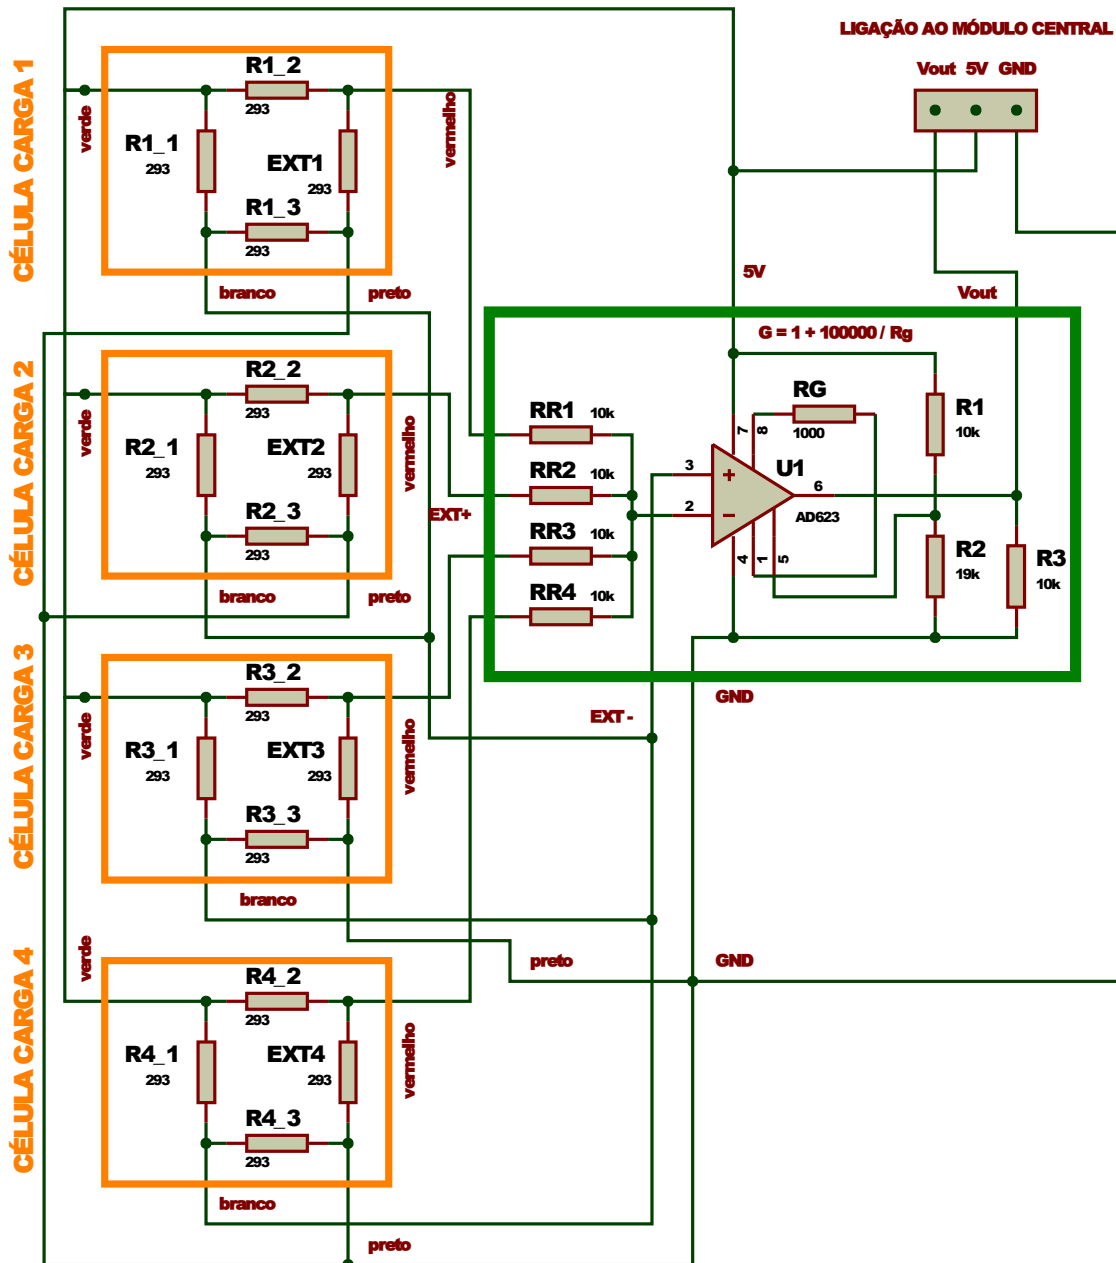 LIGAÇÃO AO MÓDULO CENTRAL
Vout 5V GND
CÉLULA CARGA 1
verde
R1_2
293
R1_1
293
EXT1
293
R1_3
293
vermelho
branco
preto
5V
Vout
CÉLULA CARGA 2
verde
R2_2
293
R2_1
293
EXT2
293
R2_3
293
vermelho
branco
preto
EXT+
G = 1 + 100000 / Rg
RR1 10k
RR2 10k
RR3 10k
RR4 10k
RG
1000
U1
AD623
3
2
7
8
6
4
1
5
R1
10k
R2
19k
R3
10k
GND
EXT -
CÉLULA CARGA 3
verde
R3_2
293
R3_1
293
EXT3
293
R3_3
293
vermelho
branco
preto
GND
CÉLULA CARGA 4
verde
R4_2
293
R4_1
293
EXT4
293
R4_3
293
vermelho
branco
preto